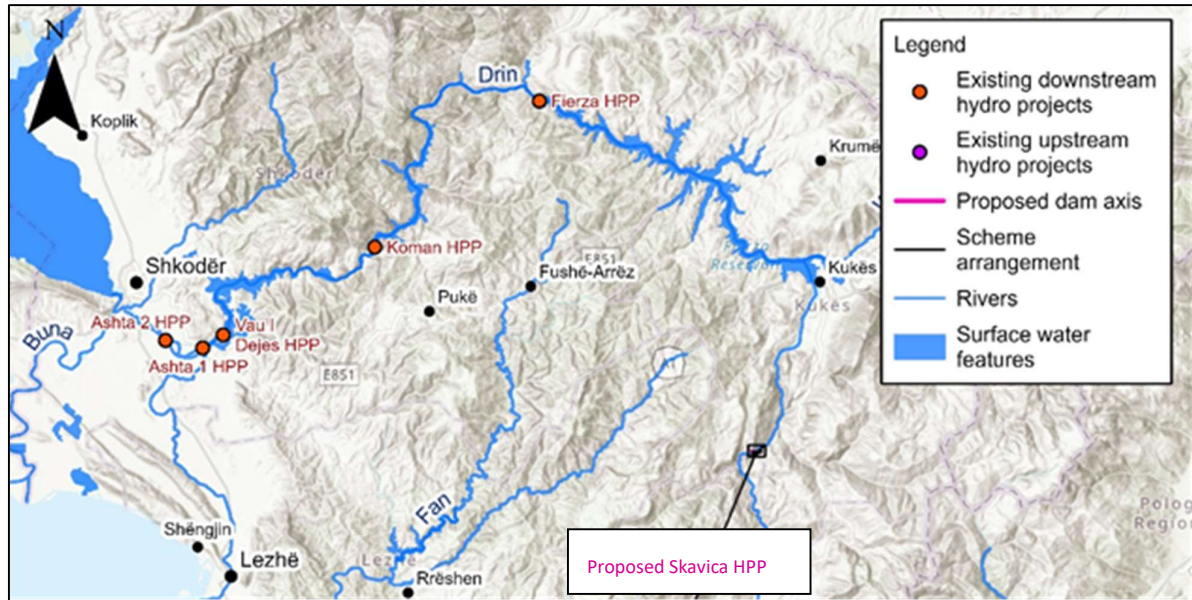 N
Koplik
Shkodër
Drin
Fierza HPP
Krumë
Koman HPP
E851
Fushë-Arrëz
Kukës
Kukës
Shkodër
Pukë
Ashta 2 HPP
Vau I
Dejes HPP
Ashta 1 HPP
Buna
E851
Fan
Shëngjin
Lezhë
Lezhë
Rrëshen
Proposed Skavica HPP
Legend
Existing downstream
hydro projects
Existing upstream
hydro projects
Proposed dam axis
Scheme
arrangement
Rivers
Surface water
features